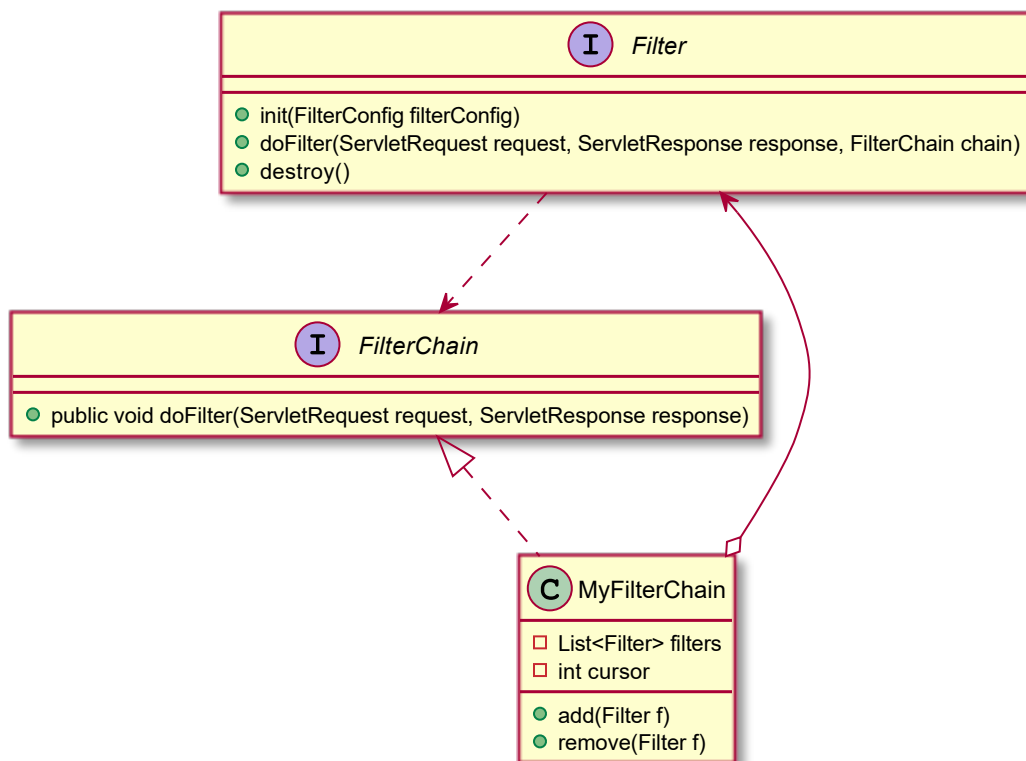 I Filter
init(FilterConfig filterConfig)
doFilter(ServletRequest request, ServletResponse response, FilterChain chain)
destroy()
I FilterChain
public void doFilter(ServletRequest request, ServletResponse response)
C MyFilterChain
List<Filter> filters
int cursor
add(Filter f)
remove(Filter f)